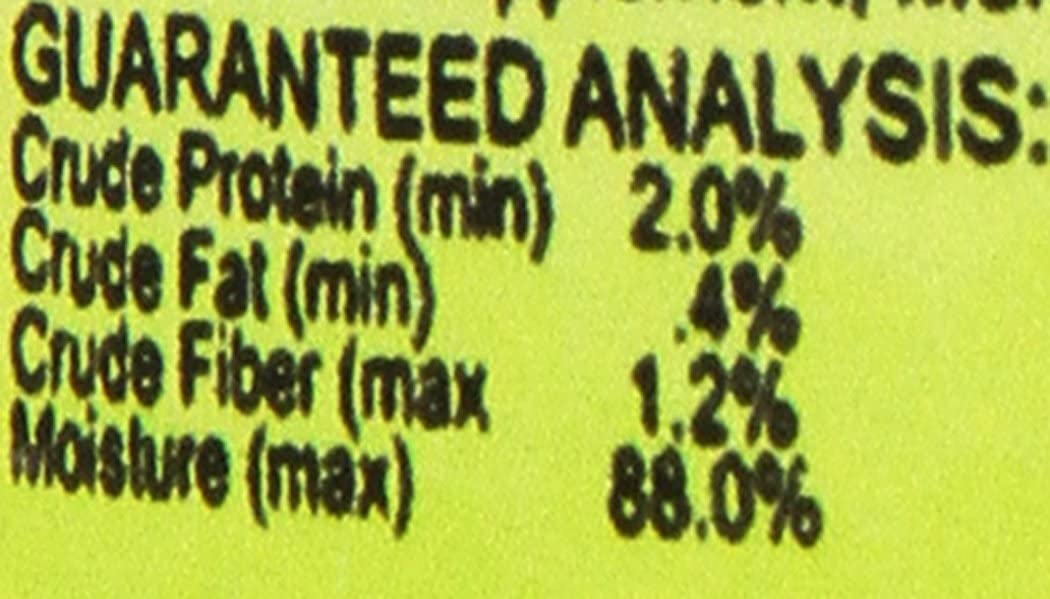 GUARANTEED ANALYSIS:
Crude Protein (min) 2.0%
Crude Fat (min) .4%
Crude Fiber (max 1.2%
Moisture (max) 88.0%